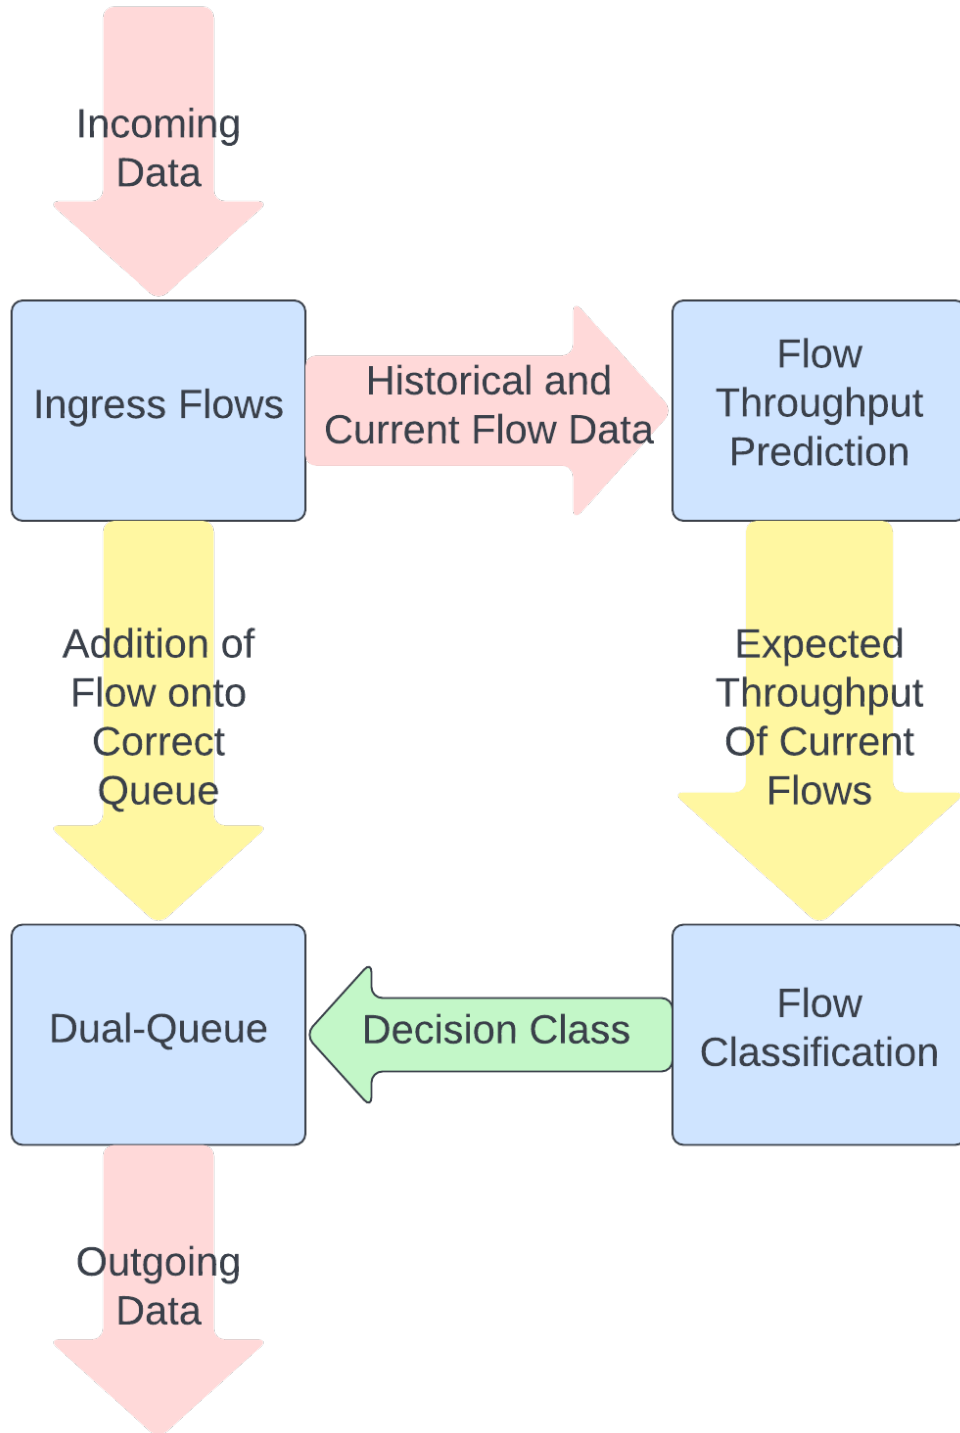 Incoming
Data
Ingress Flows
Historical and
Current Flow Data
Flow
Throughput
Prediction
Addition of
Flow onto
Correct
Queue
Expected
Throughput
Of Current
Flows
Dual-Queue
Decision Class
Flow
Classification
Outgoing
Data